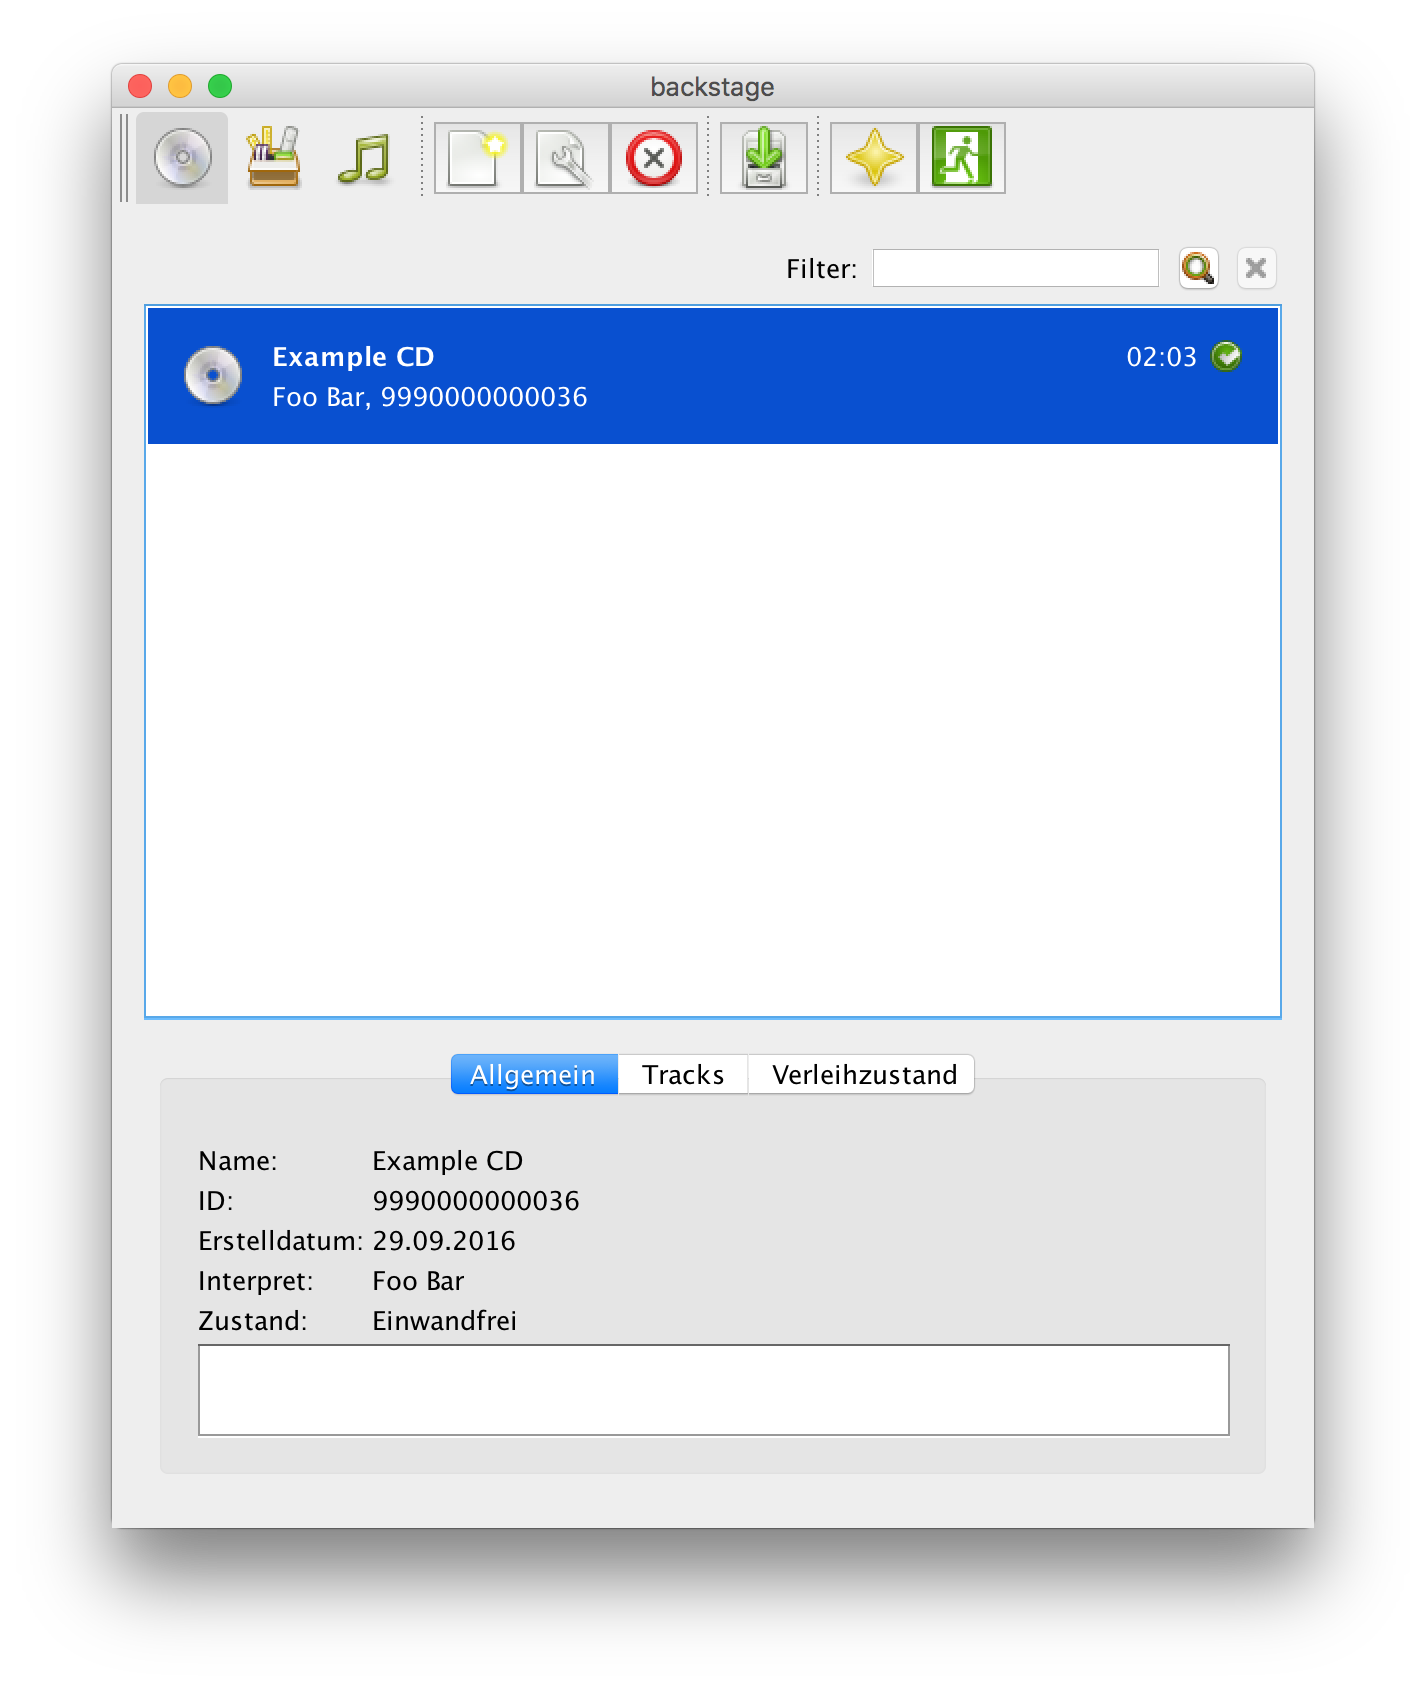 backstage
Filter:
Example CD 02:03
Foo Bar, 9990000000036
Allgemein Tracks Verleihzustand
Name: Example CD
ID: 9990000000036
Erstelldatum: 29.09.2016
Interpret: Foo Bar
Zustand: Einwandfrei